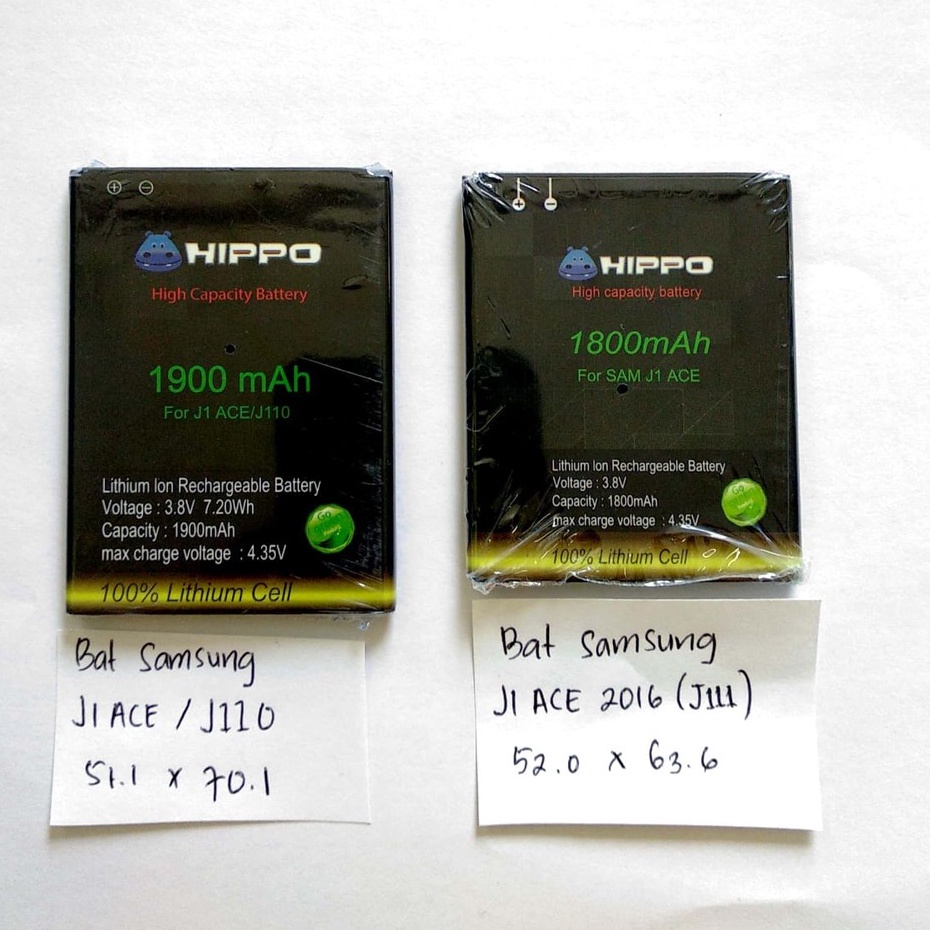 HIPPO
High Capacity Battery
1900 mAh
For J1 ACE/J110
Lithium Ion Rechargeable Battery
Voltage : 3.8V 7.20Wh
Capacity : 1900mAh
max charge voltage : 4.35V
Go
100% Lithium Cell
Bat Samsung
J1 ACE / J110
51.1 x 70.1
HIPPO
High capacity battery
1800mAh
For SAM J1 ACE
Lithium Ion Rechargeable Battery
Voltage : 3.8V
Capacity : 1800mAh
max charge voltage : 4.35V
Go
100% Lithium Cell
Bat Samsung
J1 ACE 2016 (J111)
52.0 x 63.6